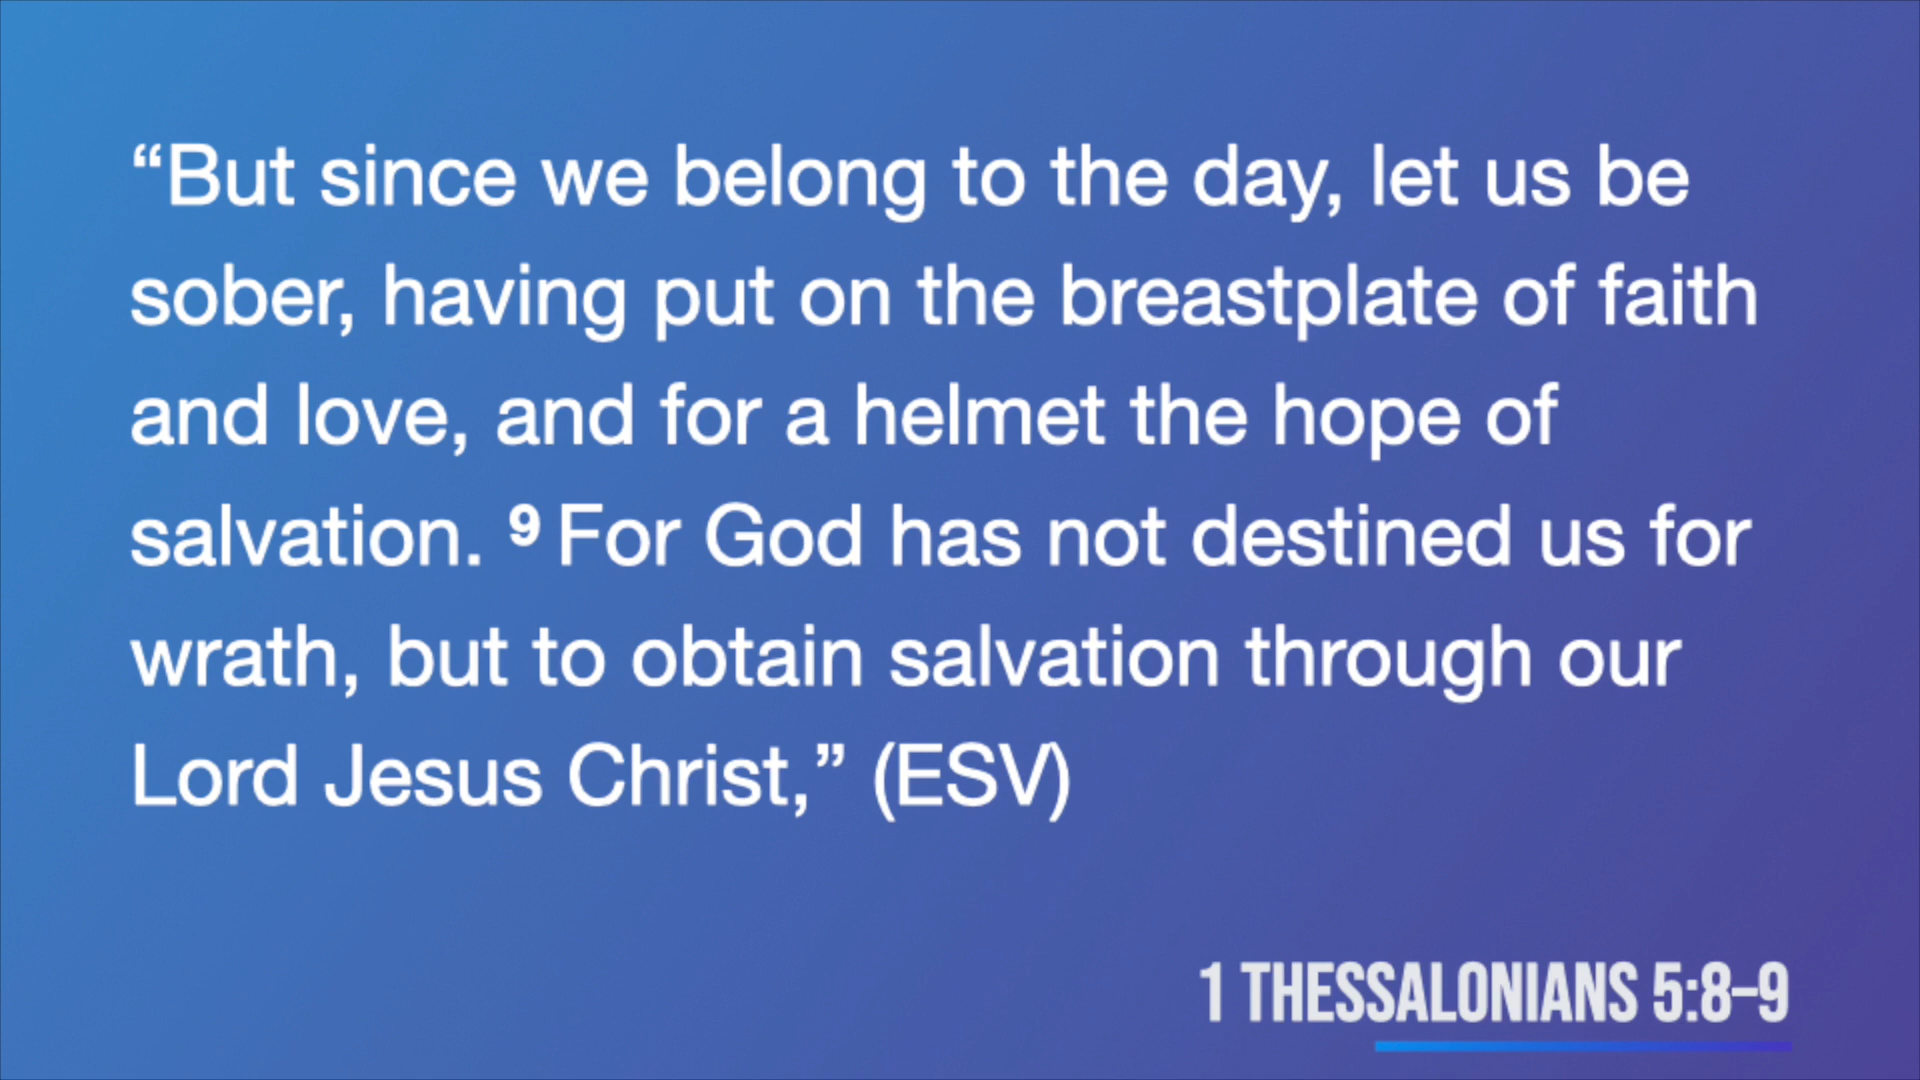 “But since we belong to the day, let us be
sober, having put on the breastplate of faith
and love, and for a helmet the hope of
salvation. ⁹ For God has not destined us for
wrath, but to obtain salvation through our
Lord Jesus Christ,” (ESV)
1 THESSALONIANS 5:8–9